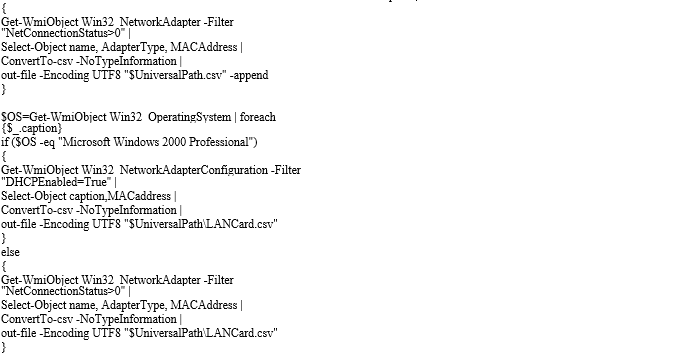 {
Get-WmiObject Win32_NetworkAdapter -Filter
"NetConnectionStatus>0" |
Select-Object name, AdapterType, MACAddress |
ConvertTo-csv -NoTypeInformation |
out-file -Encoding UTF8 "$UniversalPath.csv" -append
}
$OS=Get-WmiObject Win32_OperatingSystem | foreach
{$_.caption}
if ($OS -eq "Microsoft Windows 2000 Professional")
{
Get-WmiObject Win32_NetworkAdapterConfiguration -Filter
"DHCPEnabled=True" |
Select-Object caption,MACaddress |
ConvertTo-csv -NoTypeInformation |
out-file -Encoding UTF8 "$UniversalPath\LANCard.csv"
}
else
{
Get-WmiObject Win32_NetworkAdapter -Filter
"NetConnectionStatus>0" |
Select-Object name, AdapterType, MACAddress |
ConvertTo-csv -NoTypeInformation |
out-file -Encoding UTF8 "$UniversalPath\LANCard.csv"
}